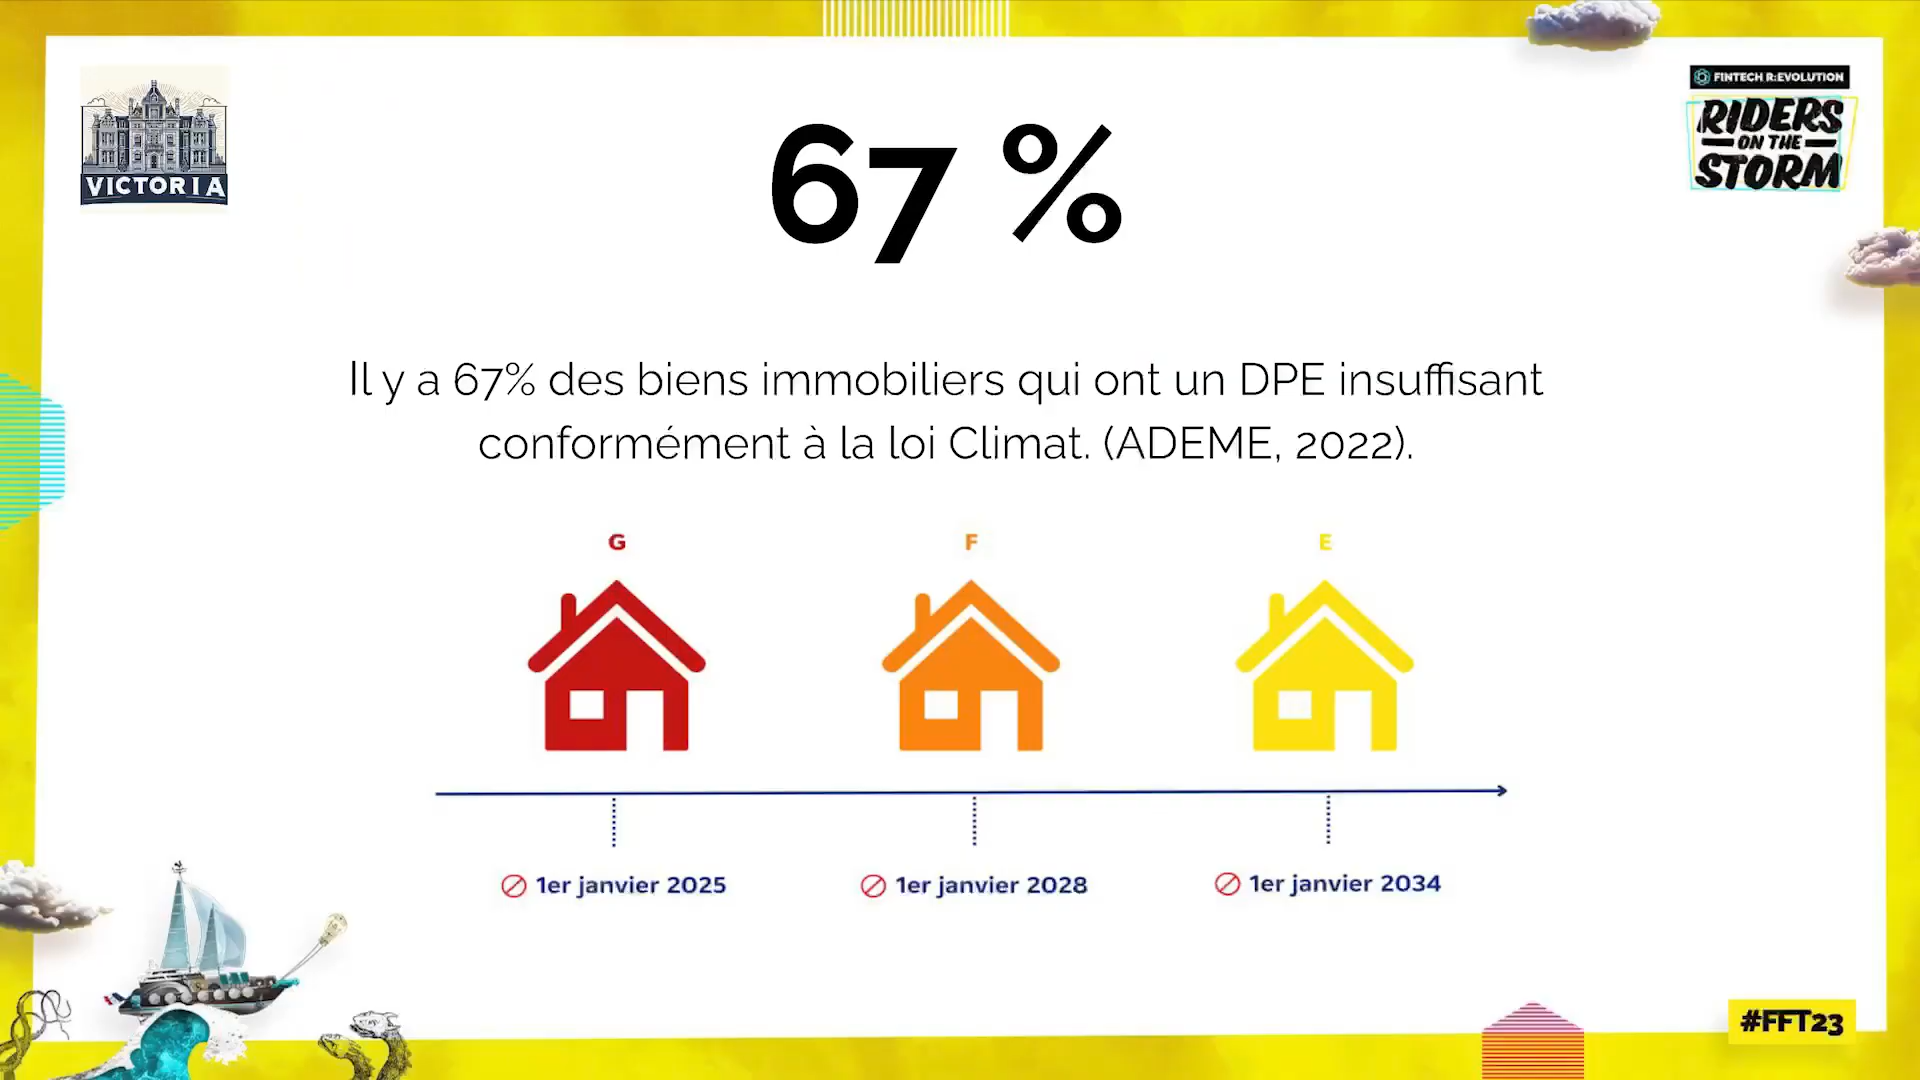 VICTORIA
FINTECH R:EVOLUTION
RIDERS
ON THE
STORM
67 %
Il y a 67% des biens immobiliers qui ont un DPE insuffisant
conformément à la loi Climat. (ADEME, 2022).
G F E
1er janvier 2025 1er janvier 2028 1er janvier 2034
#FFT23